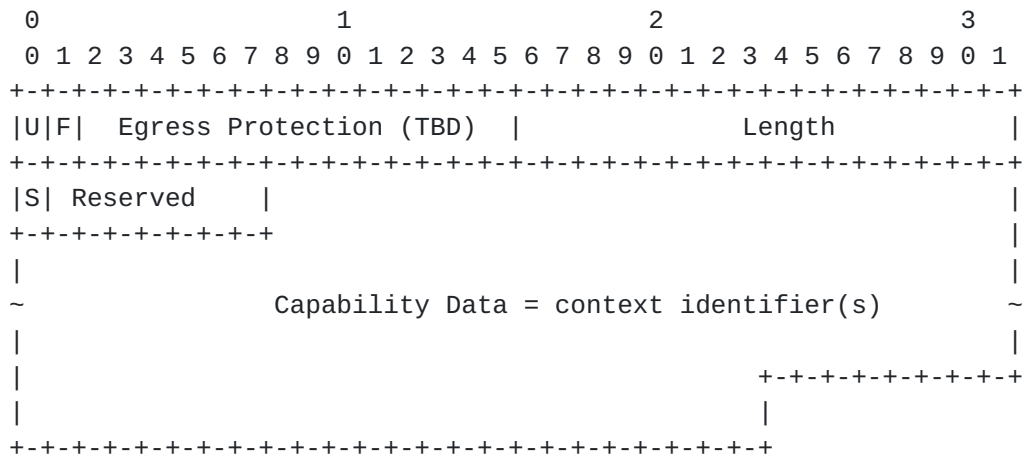 0                   1                   2                   3
 0 1 2 3 4 5 6 7 8 9 0 1 2 3 4 5 6 7 8 9 0 1 2 3 4 5 6 7 8 9 0 1
+-+-+-+-+-+-+-+-+-+-+-+-+-+-+-+-+-+-+-+-+-+-+-+-+-+-+-+-+-+-+-+-+
|U|F|  Egress Protection (TBD)  |              Length           |
+-+-+-+-+-+-+-+-+-+-+-+-+-+-+-+-+-+-+-+-+-+-+-+-+-+-+-+-+-+-+-+-+
|S| Reserved    |                                               |
+-+-+-+-+-+-+-+-+                                               |
|                                                               |
~                Capability Data = context identifier(s)        ~
|                                                               |
|                                               +-+-+-+-+-+-+-+-+
|                                               |
+-+-+-+-+-+-+-+-+-+-+-+-+-+-+-+-+-+-+-+-+-+-+-+-+